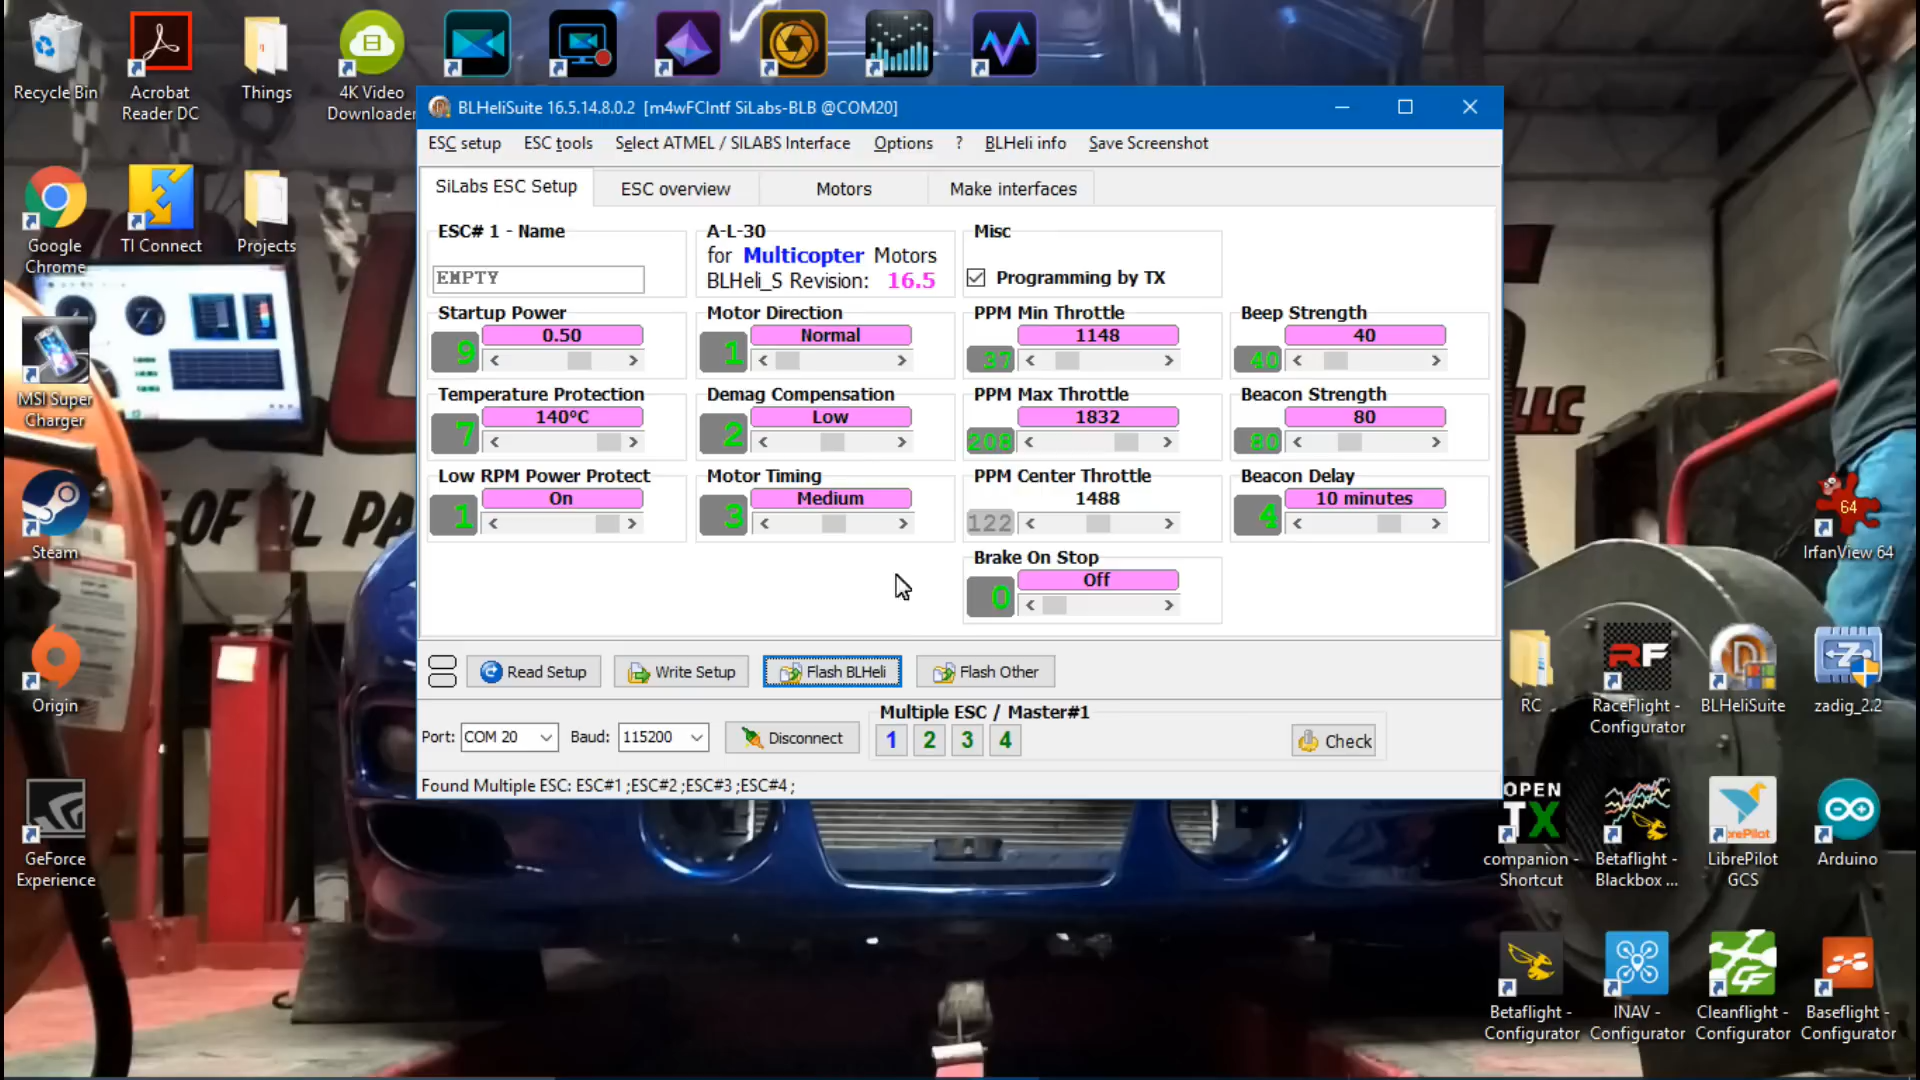 Recycle Bin
Acrobat
Reader DC
Things
4K Video
Downloader
Google
Chrome
TI Connect
Projects
MSI Super
Charger
Steam
Origin
GeForce
Experience
BLHeliSuite 16.5.14.8.0.2 [m4wFCIntf SiLabs-BLB @COM20]
ESC setup
ESC tools
Select ATMEL / SILABS Interface
Options
?
BLHeli info
Save Screenshot
SiLabs ESC Setup
ESC overview
Motors
Make interfaces
ESC# 1 - Name
EMPTY
A-L-30
for Multicopter Motors
BLHeli_S Revision: 16.5
Misc
Programming by TX
Startup Power
9
0.50
Motor Direction
1
Normal
PPM Min Throttle
37
1148
Beep Strength
40
40
Temperature Protection
7
140°C
Demag Compensation
2
Low
PPM Max Throttle
208
1832
Beacon Strength
80
80
Low RPM Power Protect
1
On
Motor Timing
3
Medium
PPM Center Throttle
122
1488
Beacon Delay
4
10 minutes
Brake On Stop
0
Off
Read Setup
Write Setup
Flash BLHeli
Flash Other
Port: COM 20
Baud: 115200
Disconnect
Multiple ESC / Master#1
1 2 3 4
Check
Found Multiple ESC: ESC#1 ;ESC#2 ;ESC#3 ;ESC#4 ;
OF EL PA
LLC
64
IrfanView 64
RC
RF
RaceFlight -
Configurator
BLHeliSuite
zadig_2.2
OPEN
TX
companion -
Shortcut
Betaflight -
Blackbox ...
LibrePilot
GCS
Arduino
Betaflight -
Configurator
INAV -
Configurator
CF
Cleanflight -
Configurator
Baseflight -
Configurator